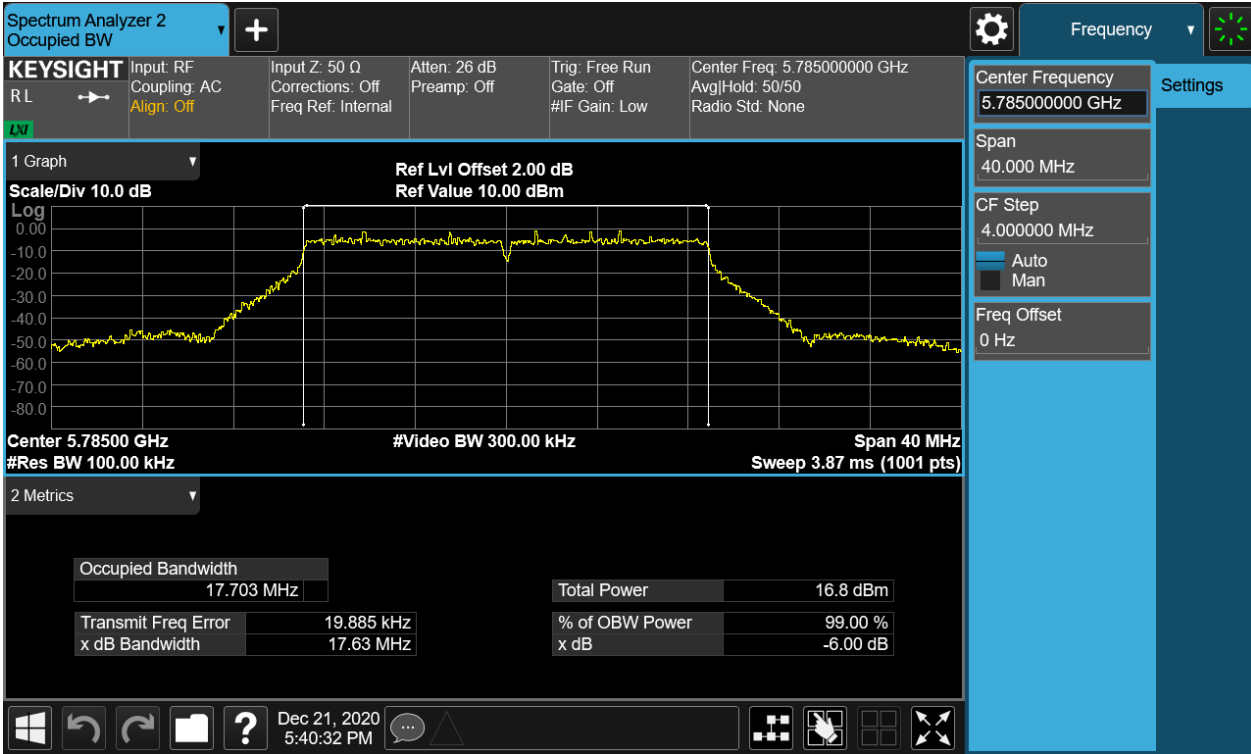 Spectrum Analyzer 2
Occupied BW
Frequency
KEYSIGHT
R L
LXI
Input: RF
Coupling: AC
Align: Off
Input Z: 50 Ω
Corrections: Off
Freq Ref: Internal
Atten: 26 dB
Preamp: Off
Trig: Free Run
Gate: Off
#IF Gain: Low
Center Freq: 5.785000000 GHz
Avg|Hold: 50/50
Radio Std: None
Center Frequency
5.785000000 GHz
Settings
Span
40.000 MHz
CF Step
4.000000 MHz
Auto
Man
Freq Offset
0 Hz
1 Graph
Scale/Div 10.0 dB
Ref Lvl Offset 2.00 dB
Ref Value 10.00 dBm
Log
0.00
-10.0
-20.0
-30.0
-40.0
-50.0
-60.0
-70.0
-80.0
Center 5.78500 GHz
#Video BW 300.00 kHz
Span 40 MHz
#Res BW 100.00 kHz
Sweep 3.87 ms (1001 pts)
2 Metrics
Occupied Bandwidth
17.703 MHz
Total Power 16.8 dBm
Transmit Freq Error 19.885 kHz
% of OBW Power 99.00 %
x dB Bandwidth 17.63 MHz
x dB -6.00 dB
?
Dec 21, 2020
5:40:32 PM